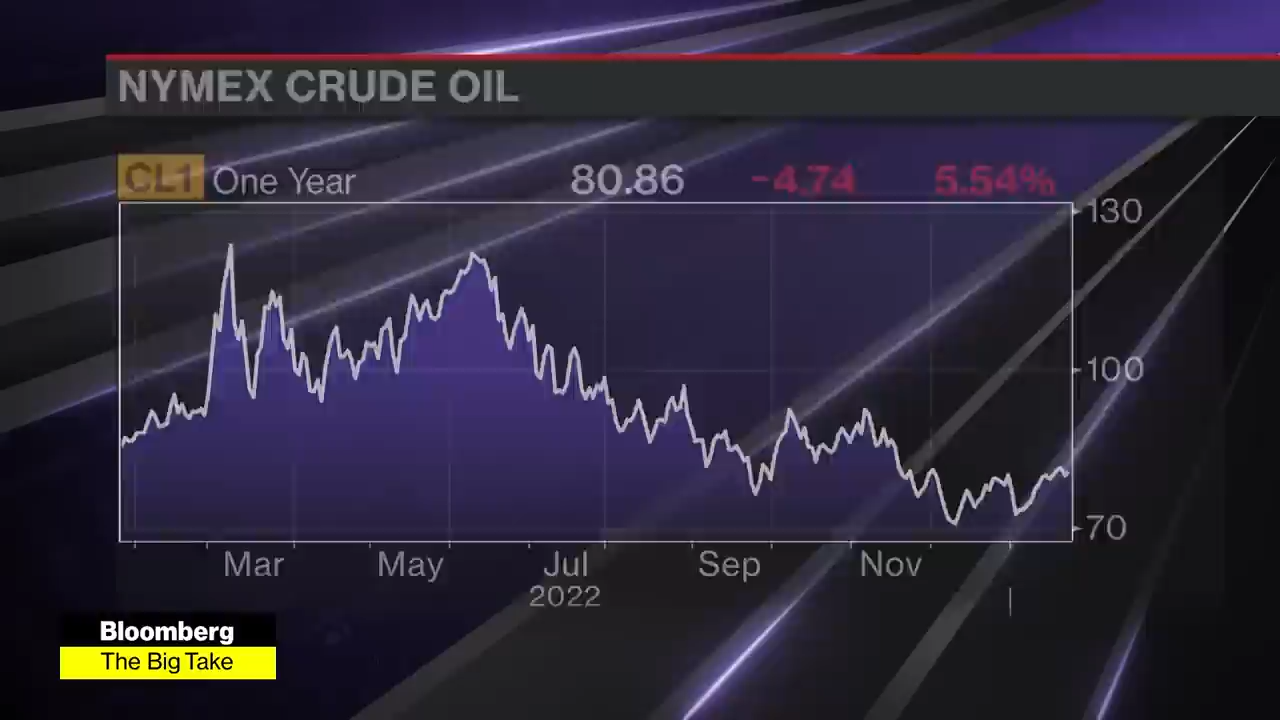 NYMEX CRUDE OIL
CL1 One Year 80.86 -4.74 5.54%
130
100
70
Mar May Jul Sep Nov
2022
Bloomberg
The Big Take